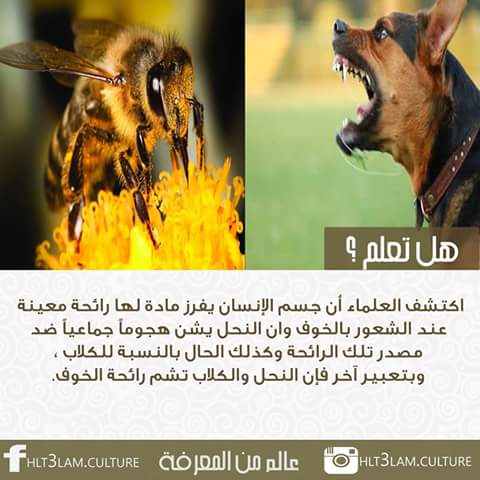 هل تعلم ؟
اكتشف العلماء أن جسم الإنسان يفرز مادة لها رائحة معينة
عند الشعور بالخوف وان النحل يشن هجوماً جماعياً ضد
مصدر تلك الرائحة وكذلك الحال بالنسبة للكلاب ،
وبتعبير آخر فإن النحل والكلاب تشم رائحة الخوف.
HLT3LAM.CULTURE عالم من المعرفة HLT3LAM.CULTURE